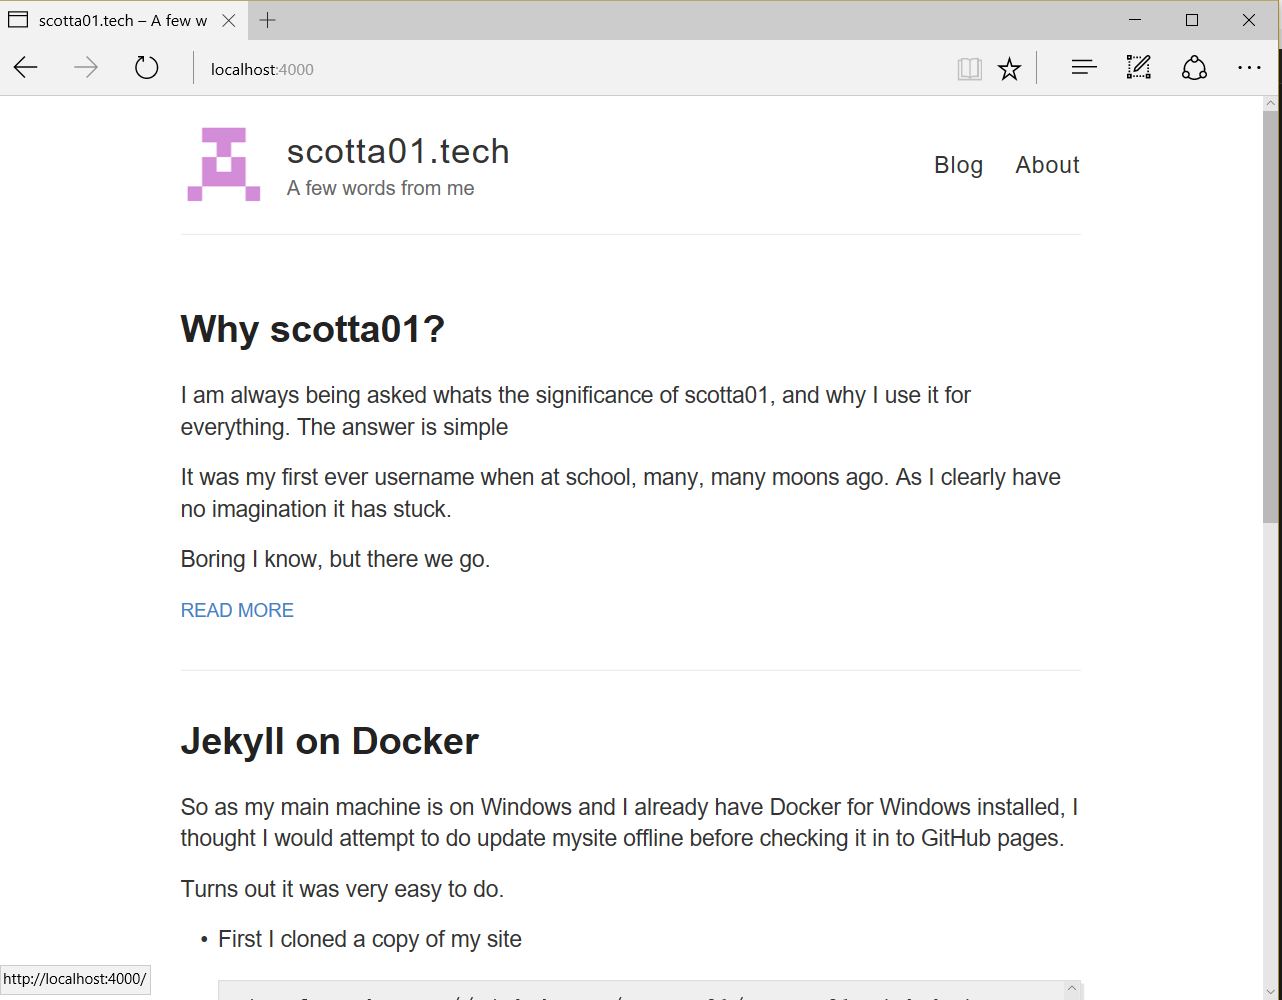 scotta01.tech – A few w
localhost:4000
scotta01.tech
A few words from me
Blog About
Why scotta01?
I am always being asked whats the significance of scotta01, and why I use it for
everything. The answer is simple
It was my first ever username when at school, many, many moons ago. As I clearly have
no imagination it has stuck.
Boring I know, but there we go.
READ MORE
Jekyll on Docker
So as my main machine is on Windows and I already have Docker for Windows installed, I
thought I would attempt to do update mysite offline before checking it in to GitHub pages.
Turns out it was very easy to do.
• First I cloned a copy of my site
http://localhost:4000/